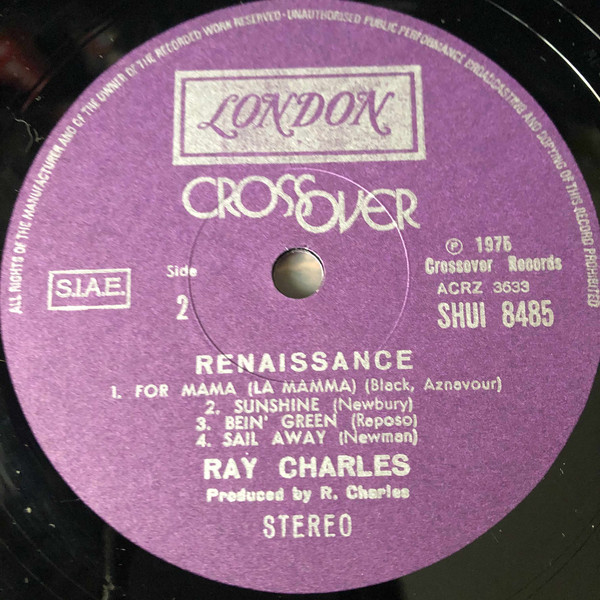 ALL RIGHTS OF THE MANUFACTURER AND OF THE OWNER OF THE RECORDED WORK RESERVED · UNAUTHORISED PUBLIC PERFORMANCE BROADCASTING AND COPYING OF THIS RECORD PROHIBITED
LONDON
CROSSOVER
S.I.A.E.
Side
2
Ⓟ 1975
Crossover Records
ACRZ 3533
SHUI 8485
RENAISSANCE
1. FOR MAMA (LA MAMMA) (Black, Aznavour)
2. SUNSHINE (Newbury)
3. BEIN' GREEN (Raposo)
4. SAIL AWAY (Newman)
RAY CHARLES
Produced by R. Charles
STEREO